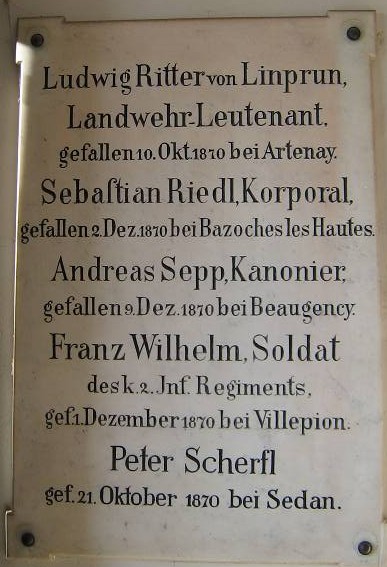 Ludwig Ritter von Linprun,
Landwehr-Leutenant,
gefallen 10. Okt. 1870 bei Artenay.
Sebaſtian Riedl, Korporal,
gefallen 2. Dez. 1870 bei Bazoches les Hautes.
Andreas Sepp, Kanonier,
gefallen 9. Dez. 1870 bei Beaugency.
Franz Wilhelm, Soldat
des k. 2. Jnf. Regiments,
gef. 1. Dezember 1870 bei Villepion.
Peter Scherfl
gef. 21. Oktober 1870 bei Sedan.